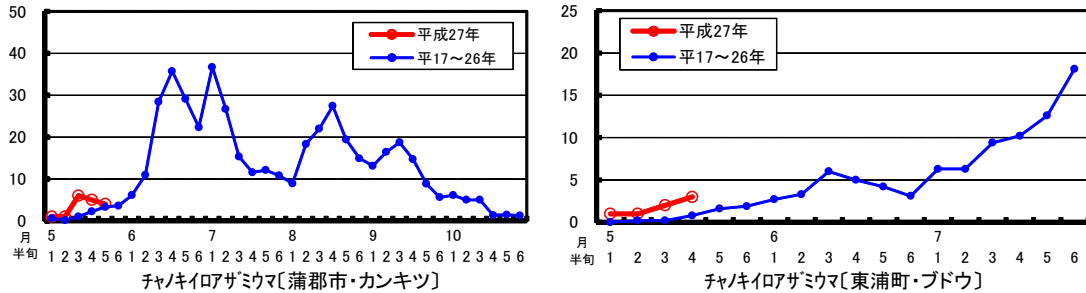 50
40
30
20
10
0
平成27年
平17～26年
月 5 6 7 8 9 10
半旬 1 2 3 4 5 6 1 2 3 4 5 6 1 2 3 4 5 6 1 2 3 4 5 6 1 2 3 4 5 6 1 2 3 4 5 6
ﾁｬﾉｷｲﾛｱｻﾞﾐｳﾏ〔蒲郡市・カンキツ〕
25
20
15
10
5
0
平成27年
平17～26年
月 5 6 7
半旬 1 2 3 4 5 6 1 2 3 4 5 6 1 2 3 4 5 6
ﾁｬﾉｷｲﾛｱｻﾞﾐｳﾏ〔東浦町・ブドウ〕